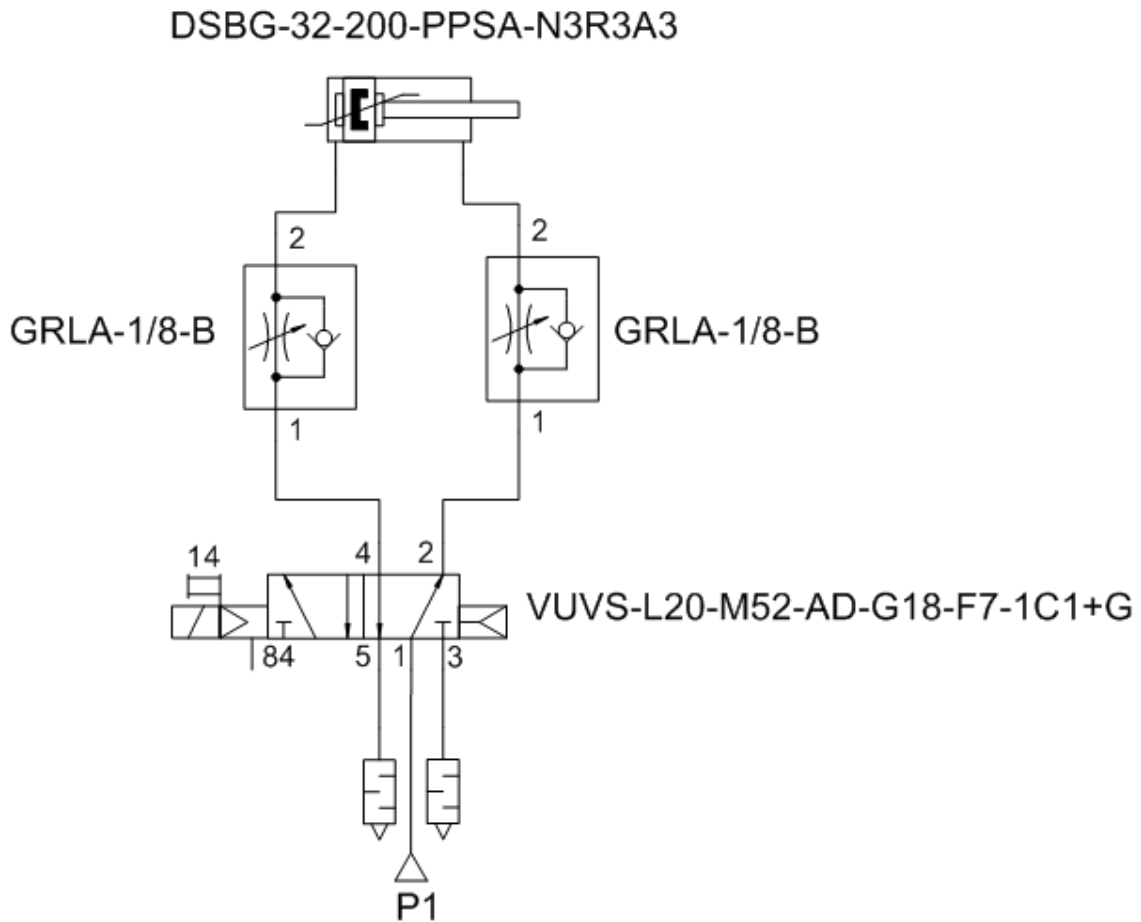 DSBG-32-200-PPSA-N3R3A3
2
2
GRLA-1/8-B
GRLA-1/8-B
1
1
14
4
2
VUVS-L20-M52-AD-G18-F7-1C1+G
84
5
1
3
P1